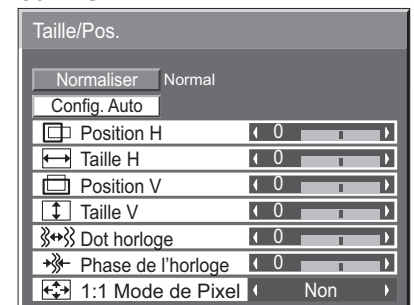 Taille/Pos.
Normaliser Normal
Config. Auto
Position H 0
Taille H 0
Position V 0
Taille V 0
Dot horloge 0
Phase de l'horloge 0
1:1 Mode de Pixel Non